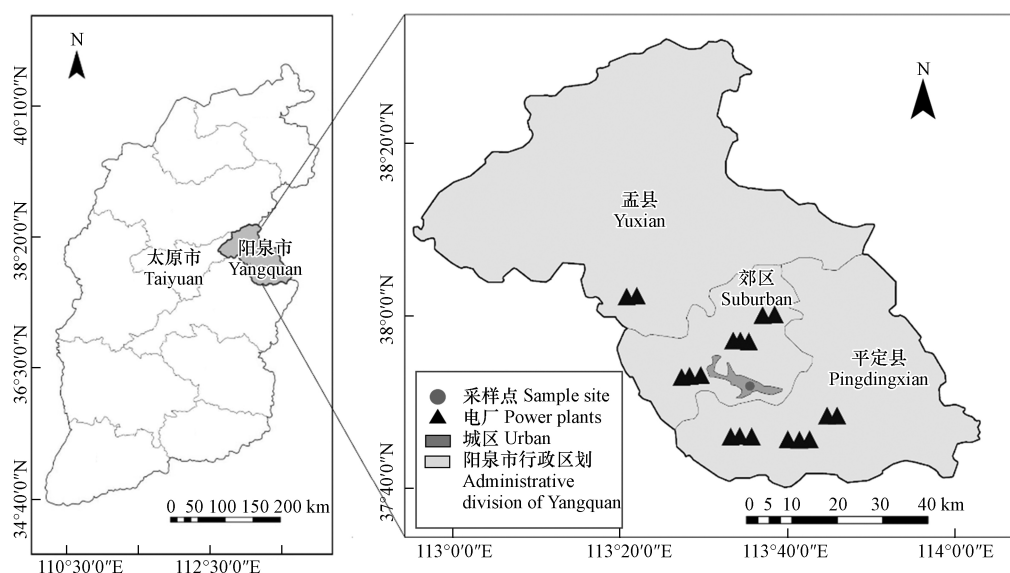 N
40°10′0″N
38°20′0″N
36°30′0″N
34°40′0″N
太原市
Taiyuan
阳泉市
Yangquan
0 50 100 150 200 km
110°30′0″E
112°30′0″E
N
38°20′0″N
38°0′0″N
37°40′0″N
盂县
Yuxian
郊区
Suburban
平定县
Pingdingxian
采样点 Sample site
电厂 Power plants
城区 Urban
阳泉市行政区划
Administrative
division of Yangquan
0 5 10 20 30 40 km
113°0′0″E
113°20′0″E
113°40′0″E
114°0′0″E